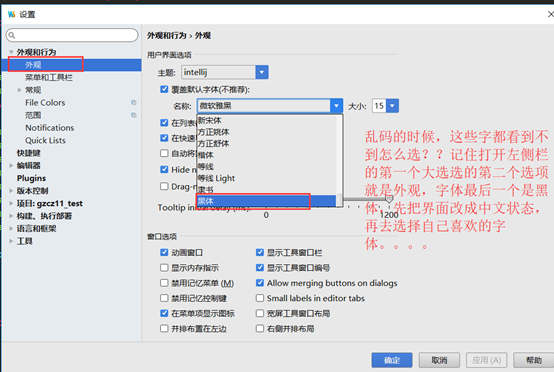 设置
外观和行为 › 外观
外观和行为
外观
菜单和工具栏
常规
File Colors
范围
Notifications
Quick Lists
快捷键
编辑器
Plugins
版本控制
项目: gzcz11_test
构建、执行部署
语言和框架
工具
用户界面选项
主题: intellij
覆盖默认字体(不推荐):
名称: 微软雅黑 大小: 15
新宋体
方正姚体
方正舒体
楷体
等线
等线 Light
隶书
黑体
在列表
在快速
自动将
Hide n
Drag-n
Tooltip initial delay (ms):
0 1200
乱码的时候，这些字都看到不到怎么选？？记住打开左侧栏
的第一个大选选的第二个选项
就是外观，字体最后一个是黑
体，先把界面改成中文状态，
再去选择自己喜欢的字
体。。。。
窗口选项
动画窗口 显示工具窗口栏
显示内存指示 显示工具窗口编号
禁用记忆菜单 (M) Allow merging buttons on dialogs
禁用记忆控制键 Small labels in editor tabs
在菜单项显示图标 宽屏工具窗口布局
并排布置在左边 右侧并排布局
确定 取消 应用 (A) 帮助